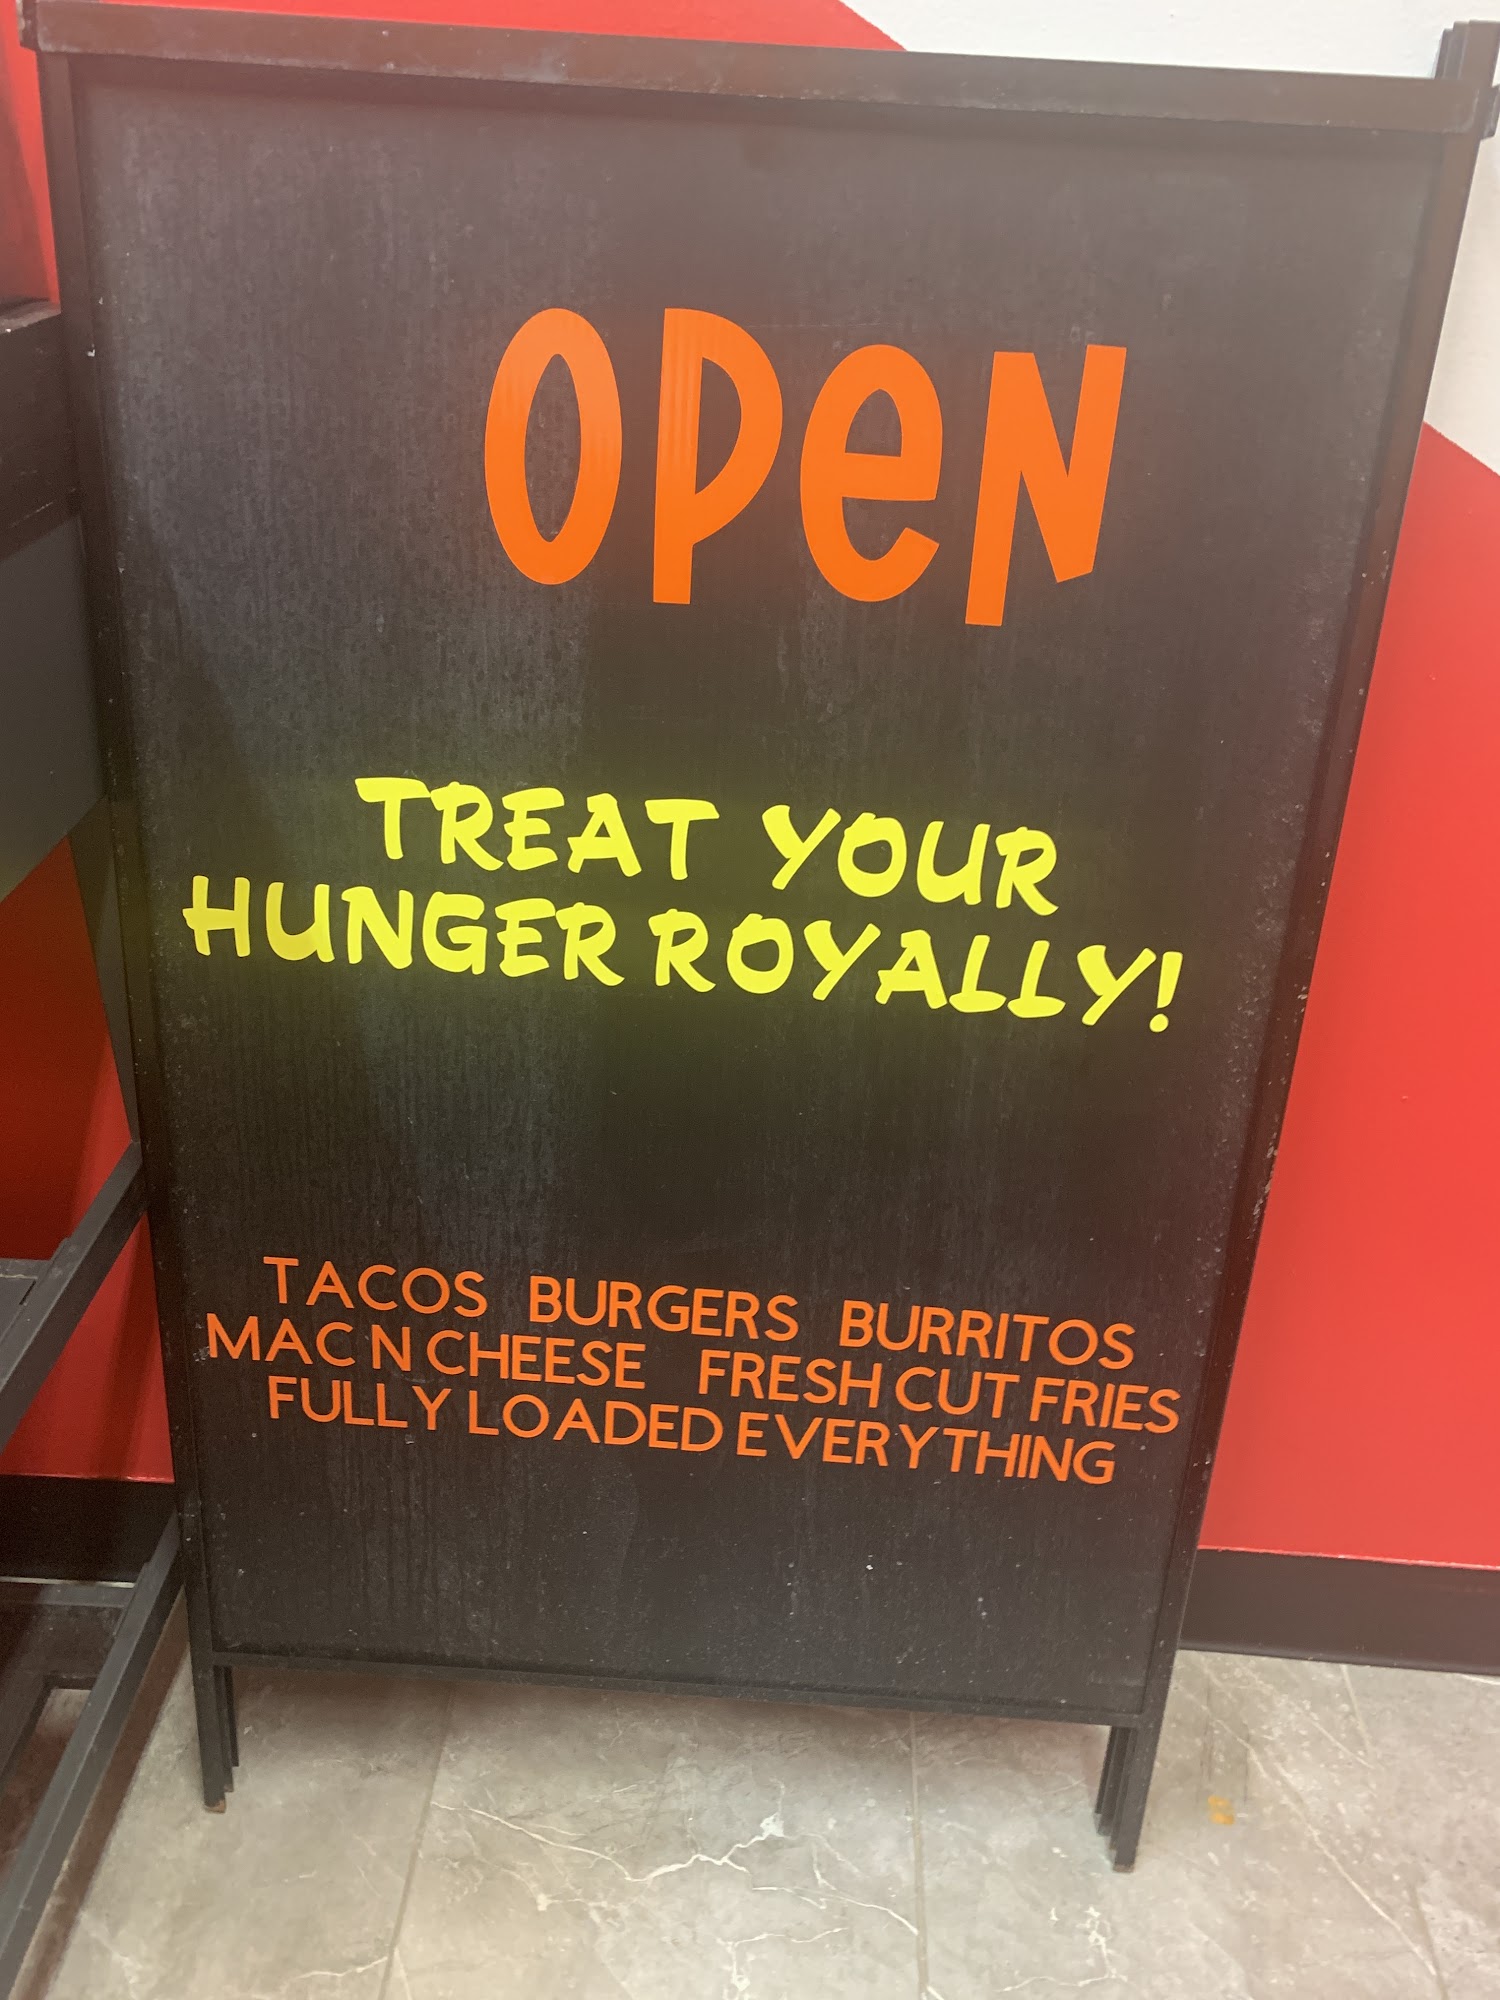 OPeN
TREAT YOUR
HUNGER ROYALLY!
TACOS BURGERS BURRITOS
MAC N CHEESE FRESH CUT FRIES
FULLY LOADED EVERYTHING